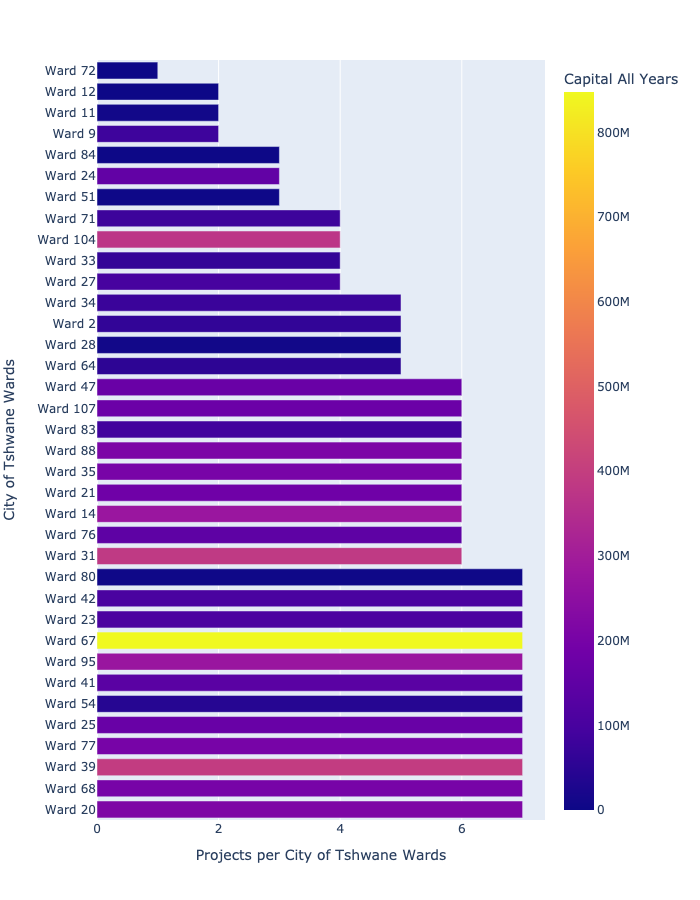 Capital All Years
Ward 72
Ward 12
Ward 11
Ward 9
Ward 84
Ward 24
Ward 51
Ward 71
Ward 104
Ward 33
Ward 27
Ward 34
Ward 2
Ward 28
Ward 64
Ward 47
Ward 107
Ward 83
Ward 88
Ward 35
Ward 21
Ward 14
Ward 76
Ward 31
Ward 80
Ward 42
Ward 23
Ward 67
Ward 95
Ward 41
Ward 54
Ward 25
Ward 77
Ward 39
Ward 68
Ward 20
City of Tshwane Wards
0 2 4 6
Projects per City of Tshwane Wards
800M
700M
600M
500M
400M
300M
200M
100M
0